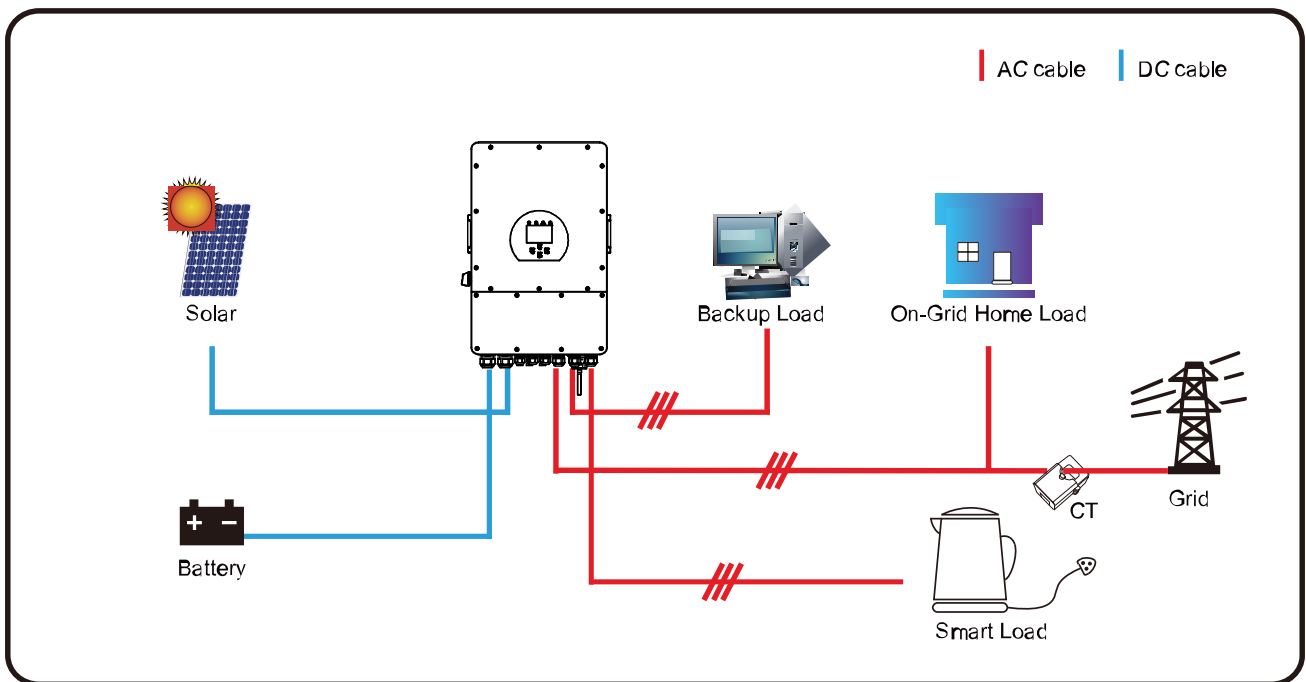 AC cable
DC cable
Solar
Backup Load
On-Grid Home Load
CT
Grid
+ −
Battery
Smart Load